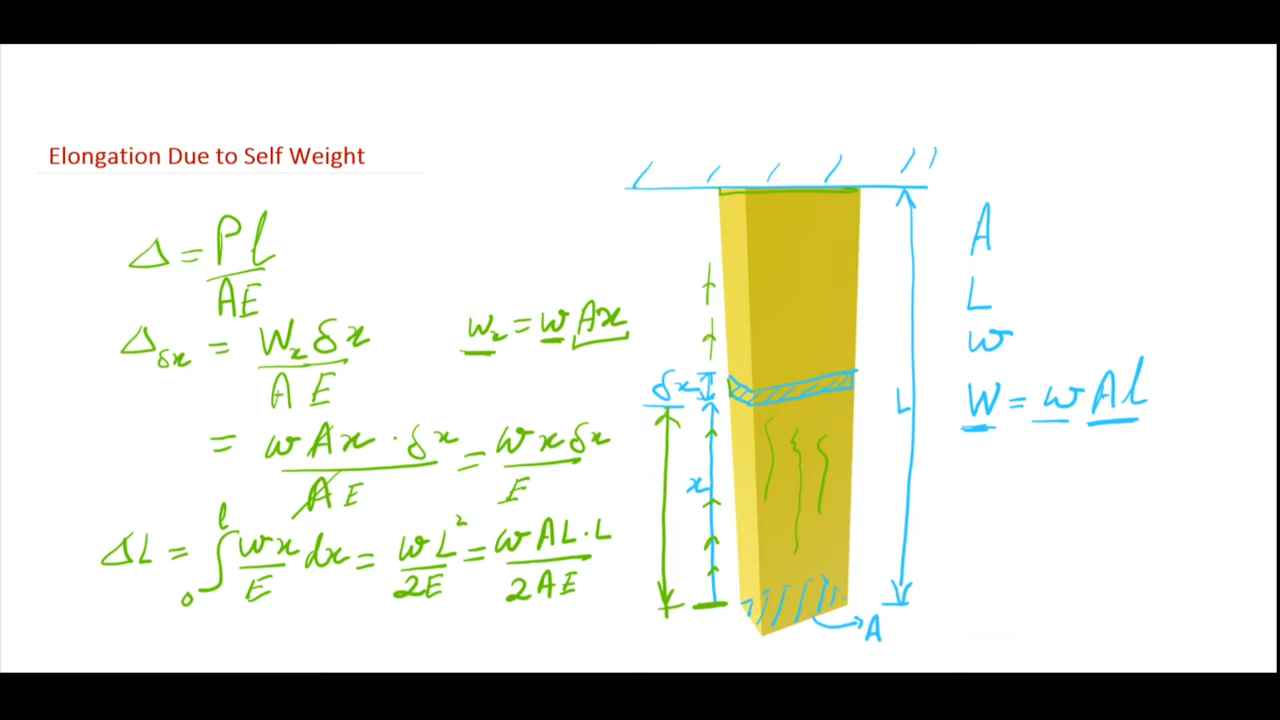 Elongation Due to Self Weight
Δ = Pl / AE
Δδx = Wx δx / A E
wx = wAx
= wAx · δx / AE = wxδx / E
ΔL = ∫₀ˡ wx/E dx = wL²/2E = wAL·L / 2AE
δx
x
L
A
A
L
w
W = wAl